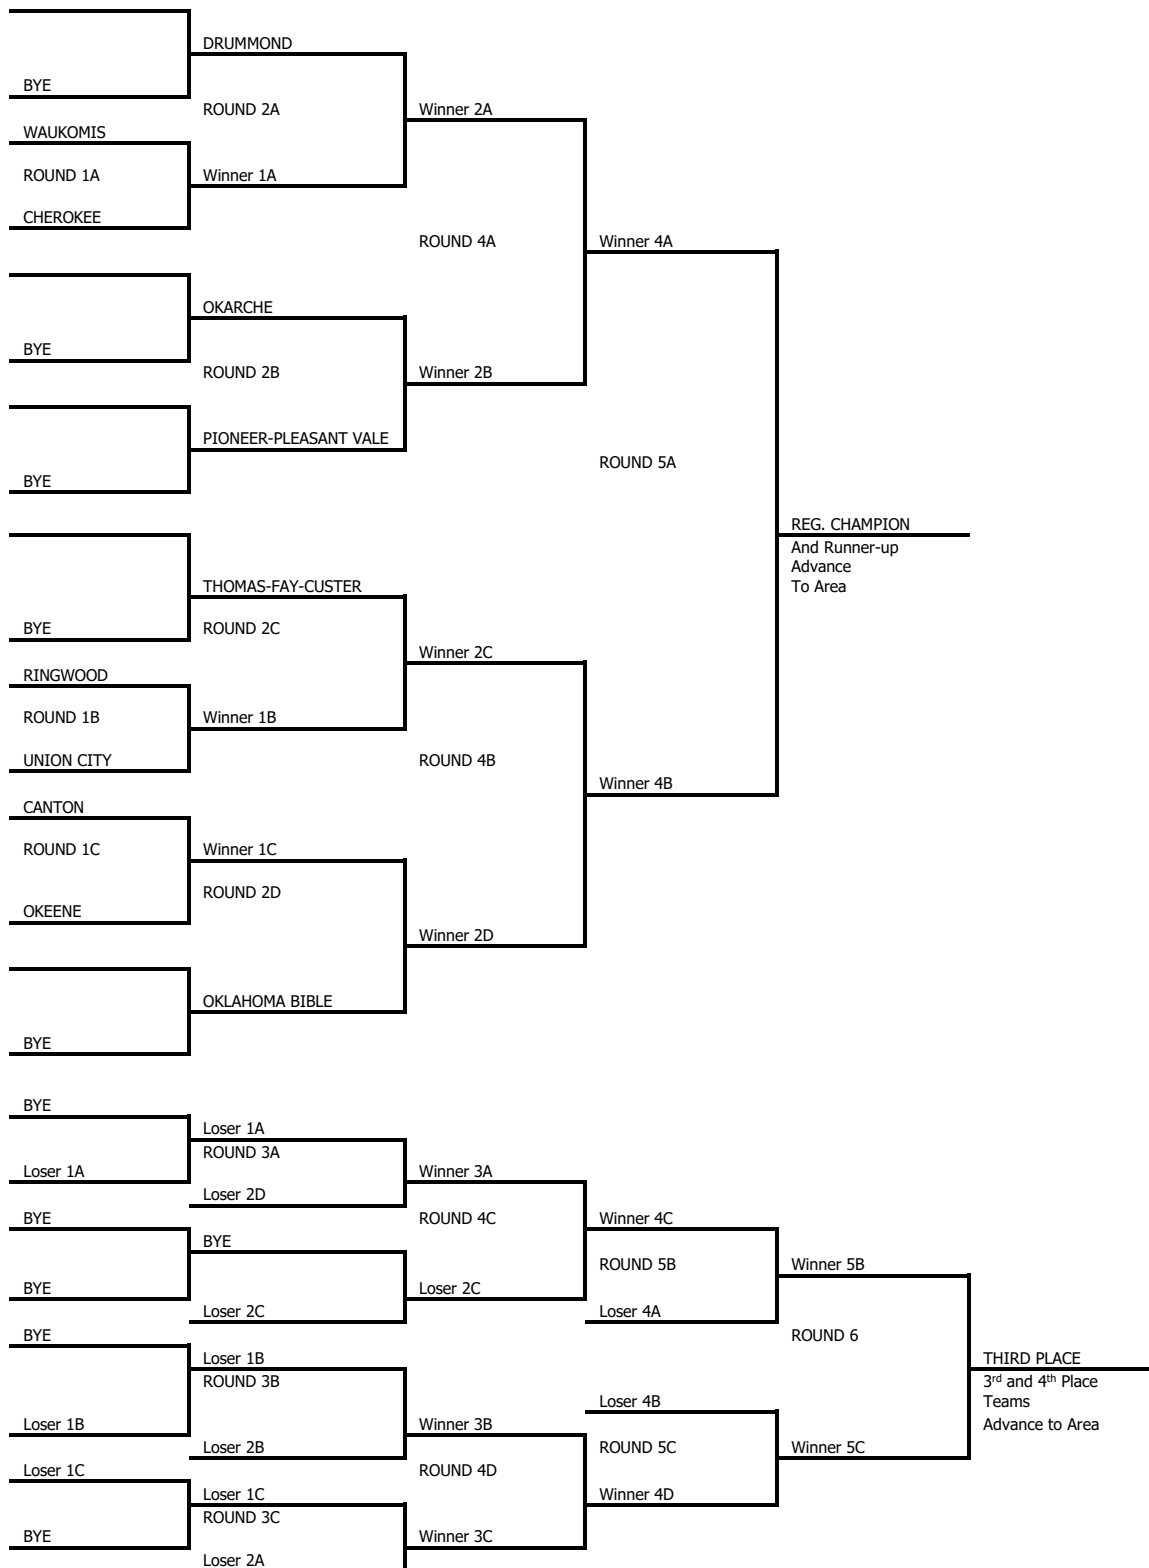 DRUMMOND
BYE
ROUND 2A
Winner 2A
WAUKOMIS
ROUND 1A
Winner 1A
CHEROKEE
ROUND 4A
Winner 4A
OKARCHE
BYE
ROUND 2B
Winner 2B
PIONEER-PLEASANT VALE
ROUND 5A
BYE
REG. CHAMPION
And Runner-up
Advance
To Area
THOMAS-FAY-CUSTER
BYE
ROUND 2C
Winner 2C
RINGWOOD
ROUND 1B
Winner 1B
UNION CITY
ROUND 4B
Winner 4B
CANTON
ROUND 1C
Winner 1C
ROUND 2D
OKEENE
Winner 2D
OKLAHOMA BIBLE
BYE
BYE
Loser 1A
ROUND 3A
Loser 1A
Winner 3A
Loser 2D
BYE
ROUND 4C
Winner 4C
BYE
ROUND 5B
Winner 5B
BYE
Loser 2C
Loser 2C
Loser 4A
BYE
ROUND 6
Loser 1B
THIRD PLACE
ROUND 3B
3rd and 4th Place
Teams
Advance to Area
Loser 4B
Loser 1B
Winner 3B
Loser 2B
ROUND 5C
Winner 5C
Loser 1C
ROUND 4D
Loser 1C
Winner 4D
ROUND 3C
BYE
Winner 3C
Loser 2A